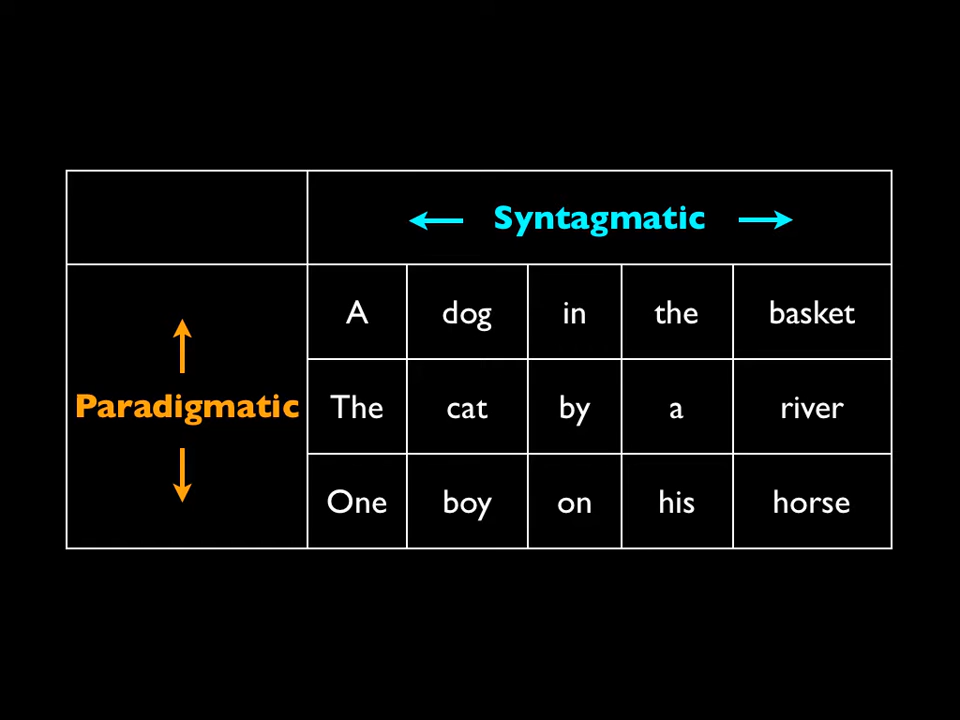 Syntagmatic
A dog in the basket
Paradigmatic
The cat by a river
One boy on his horse